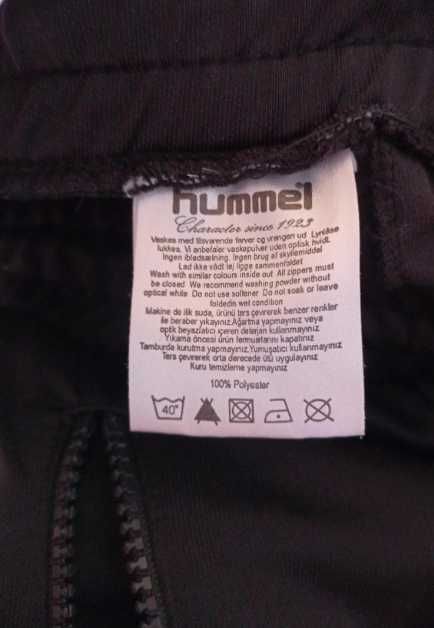 hummel
Character since 1923
Vaskes med tilsvarende farver og vrangen ud. Lynlåse
lukkes. Vi anbefaler vaskepulver uden optisk hvidt.
Ingen iblødsætning. Ingen brug af skyllemiddel
Lad ikke vådt tøj ligge sammenfoldet
Wash with similar colours inside out. All zippers must
be closed. We recommend washing powder without
optical white. Do not use softener. Do not soak or leave
folded in wet condition
Makine de ilik suda, ürünü ters çevirerek benzer renkler
ile beraber yıkayınız.Ağartma yapmayınız veya
optik beyazlatıcı içeren deterjan kullanmayınız
Yıkama öncesi ürün fermuarlarını kapatınız
Tamburda kurutma yapmayınız.Yumuşatıcı kullanmayınız
Ters çevirerek orta derecede ütü uygulayınız
Kuru temizleme yapmayınız
100% Polyester
40°